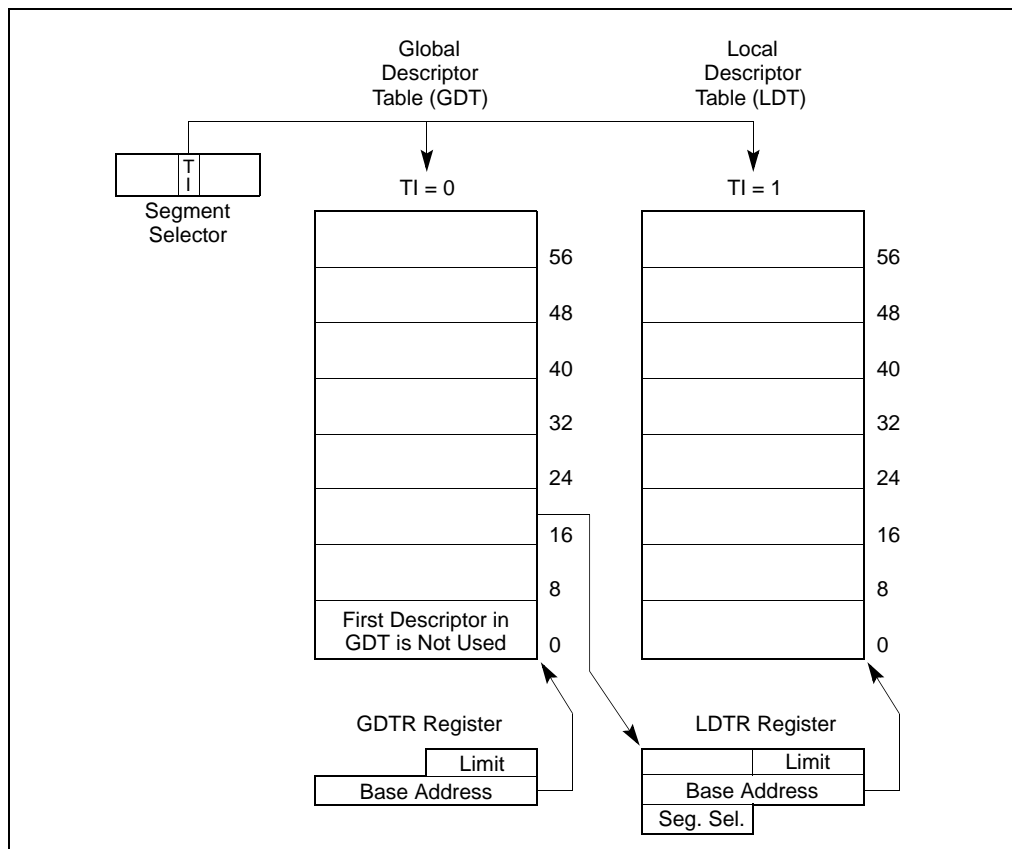 Global
Descriptor
Table (GDT)
Local
Descriptor
Table (LDT)
T
I
Segment
Selector
TI = 0
TI = 1
56
48
40
32
24
16
8
First Descriptor in
GDT is Not Used
0
56
48
40
32
24
16
8
0
GDTR Register
Limit
Base Address
LDTR Register
Limit
Base Address
Seg. Sel.